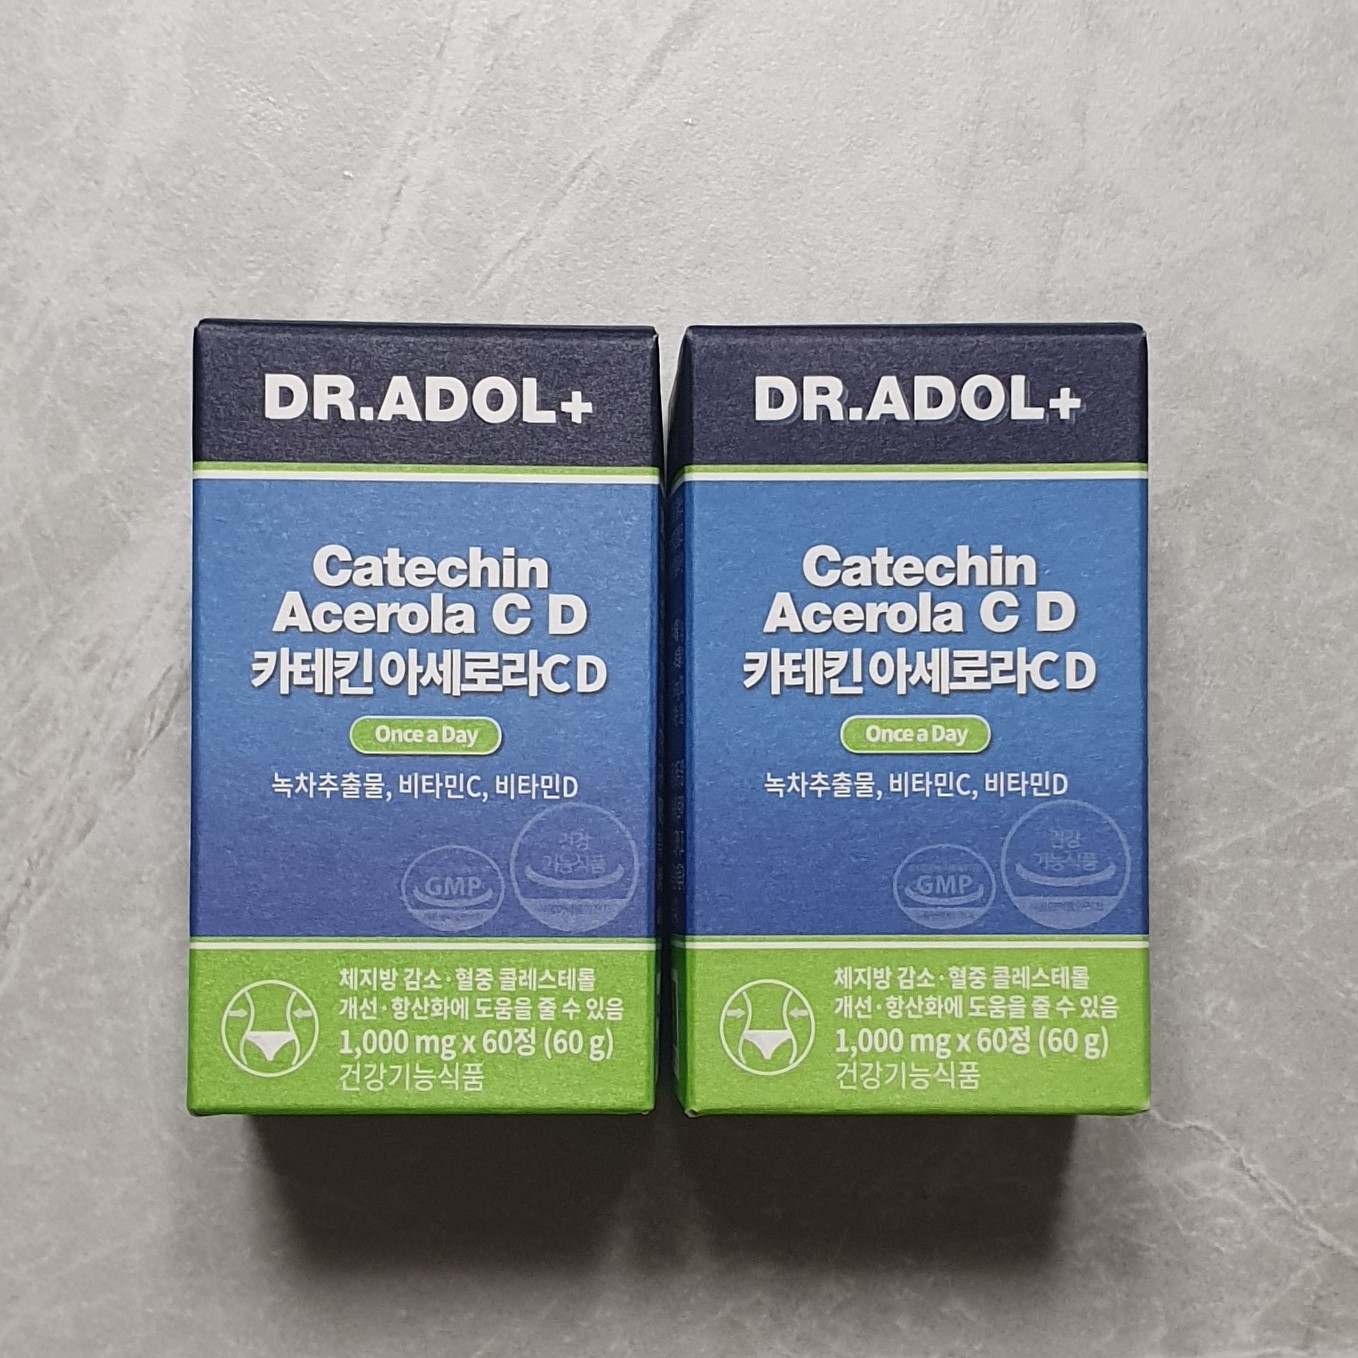 DR.ADOL+
Catechin
Acerola C D
카테킨 아세로라C D
Once a Day
녹차추출물, 비타민C, 비타민D
GMP
건강
기능식품
체지방 감소·혈중 콜레스테롤
개선·항산화에 도움을 줄 수 있음
1,000 mg x 60정 (60 g)
건강기능식품
DR.ADOL+
Catechin
Acerola C D
카테킨 아세로라C D
Once a Day
녹차추출물, 비타민C, 비타민D
GMP
건강
기능식품
체지방 감소·혈중 콜레스테롤
개선·항산화에 도움을 줄 수 있음
1,000 mg x 60정 (60 g)
건강기능식품